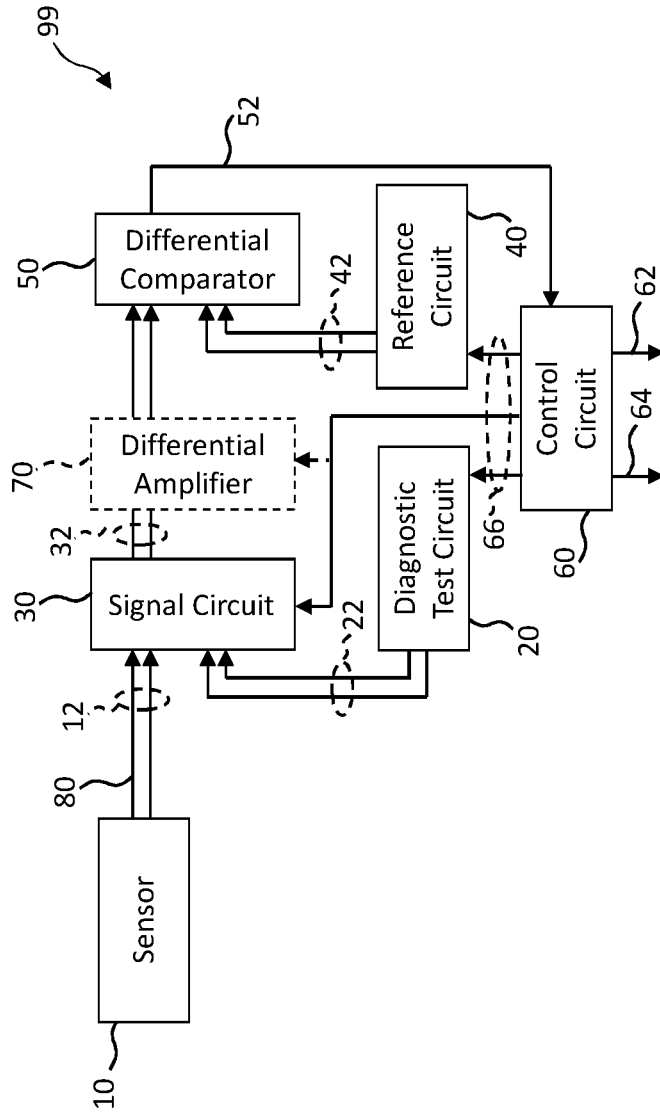 99
10
Sensor
80
12
30
Signal Circuit
32
70
Differential
Amplifier
50
Differential
Comparator
52
22
Diagnostic
Test Circuit
20
42
Reference
Circuit
40
66
60
Control
Circuit
64
62